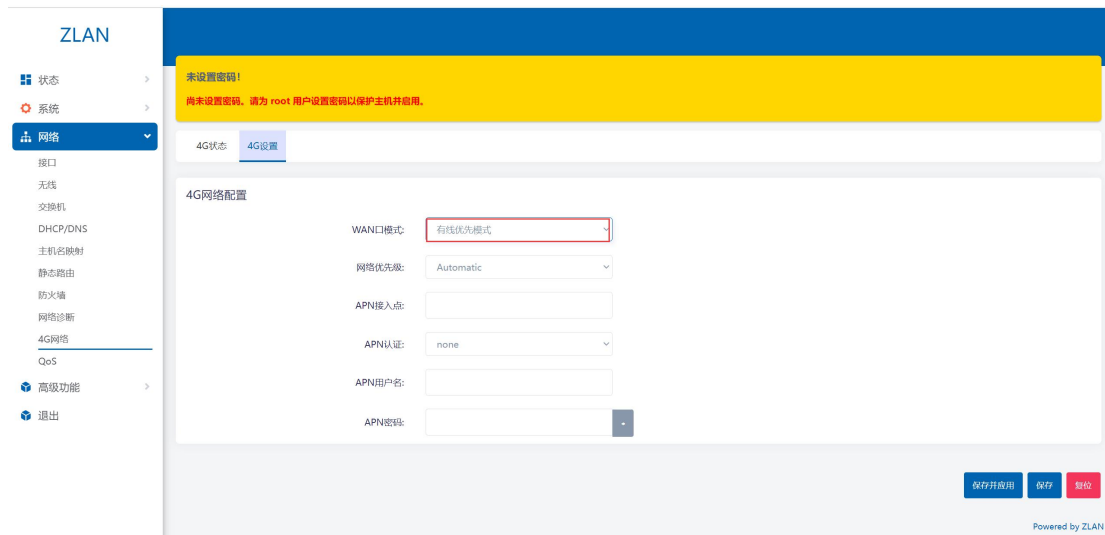 ZLAN
状态
系统
网络
接口
无线
交换机
DHCP/DNS
主机名映射
静态路由
防火墙
网络诊断
4G网络
QoS
高级功能
退出
未设置密码!
尚未设置密码。请为 root 用户设置密码以保护主机并启用。
4G状态 4G设置
4G网络配置
WAN口模式: 有线优先模式
网络优先级: Automatic
APN接入点:
APN认证: none
APN用户名:
APN密码:
保存并应用 保存 复位
Powered by ZLAN